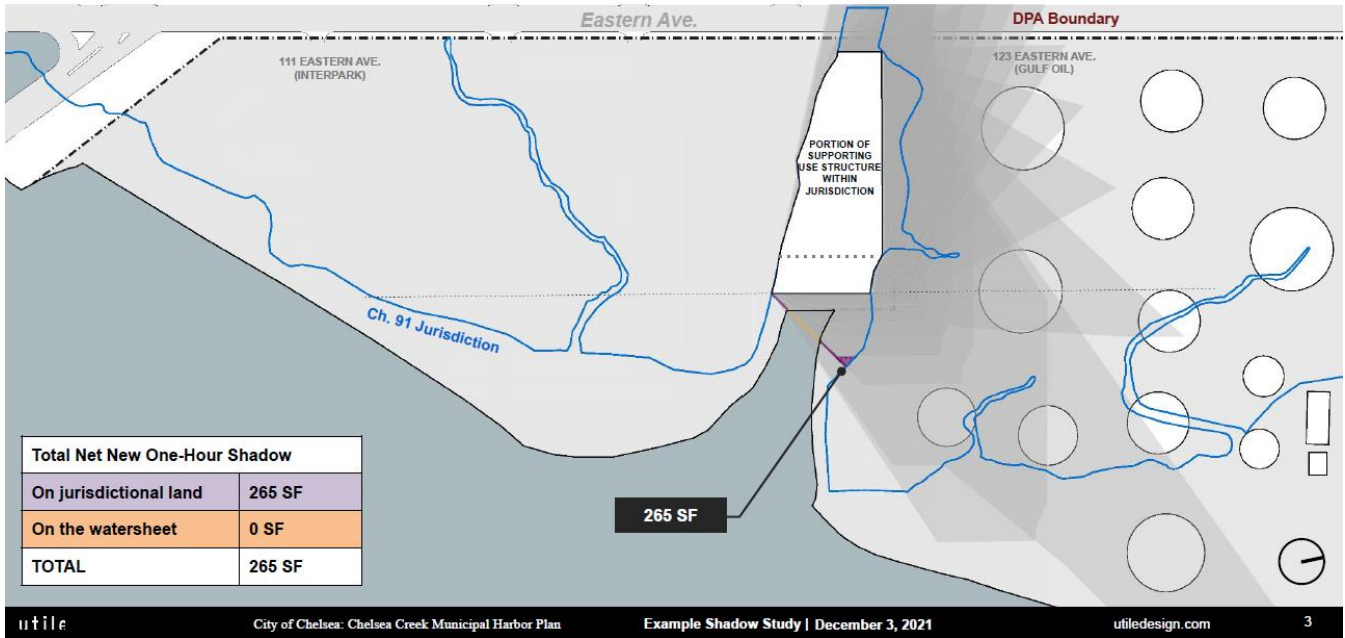 Eastern Ave.
DPA Boundary
111 EASTERN AVE.
(INTERPARK)
123 EASTERN AVE.
(GULF OIL)
PORTION OF
SUPPORTING
USE STRUCTURE
WITHIN
JURISDICTION
Ch. 91 Jurisdiction
265 SF
Total Net New One-Hour Shadow
On jurisdictional land 265 SF
On the watersheet 0 SF
TOTAL 265 SF
utile City of Chelsea: Chelsea Creek Municipal Harbor Plan Example Shadow Study | December 3, 2021 utiledesign.com 3